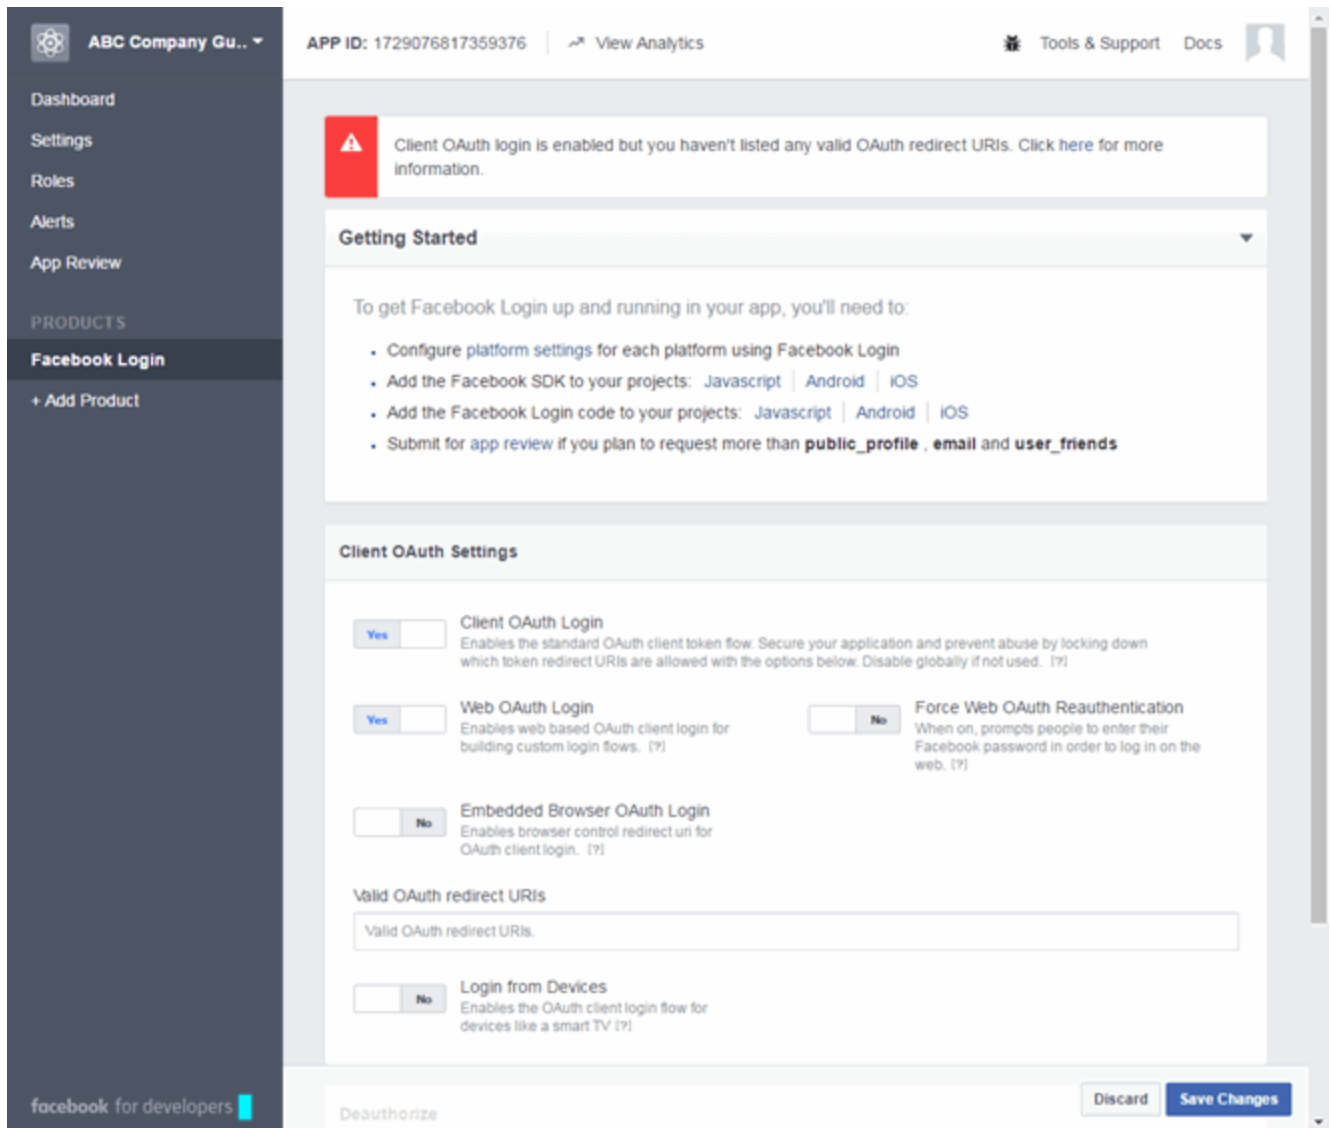 ABC Company Gu..
APP ID: 1729076817359376
View Analytics
Tools & Support
Docs
Dashboard
Settings
Roles
Alerts
App Review
PRODUCTS
Facebook Login
+ Add Product
Client OAuth login is enabled but you haven't listed any valid OAuth redirect URIs. Click here for more
information.
Getting Started
To get Facebook Login up and running in your app, you'll need to:
Configure platform settings for each platform using Facebook Login
Add the Facebook SDK to your projects: Javascript Android iOS
Add the Facebook Login code to your projects: Javascript Android iOS
Submit for app review if you plan to request more than public_profile , email and user_friends
Client OAuth Settings
Yes
Client OAuth Login
Enables the standard OAuth client token flow. Secure your application and prevent abuse by locking down
which token redirect URIs are allowed with the options below. Disable globally if not used. [?]
Yes
Web OAuth Login
Enables web based OAuth client login for
building custom login flows. [?]
No
Force Web OAuth Reauthentication
When on, prompts people to enter their
Facebook password in order to log in on the
web. [?]
No
Embedded Browser OAuth Login
Enables browser control redirect uri for
OAuth client login. [?]
Valid OAuth redirect URIs
Valid OAuth redirect URIs.
No
Login from Devices
Enables the OAuth client login flow for
devices like a smart TV [?]
Deauthorize
Discard
Save Changes
facebook for developers